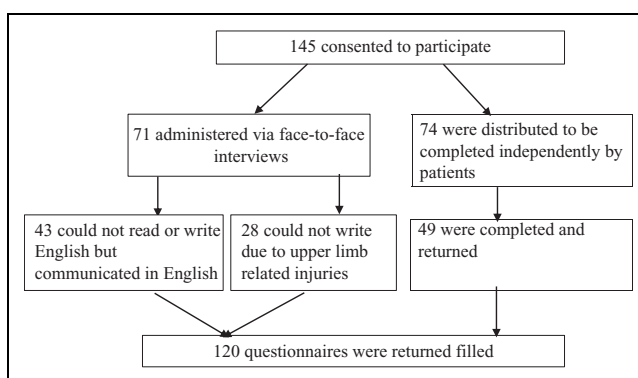 145 consented to participate
71 administered via face-to-face
interviews
74 were distributed to be
completed independently by
patients
43 could not read or write
English but
communicated in English
28 could not write
due to upper limb
related injuries
49 were completed and
returned
120 questionnaires were returned filled